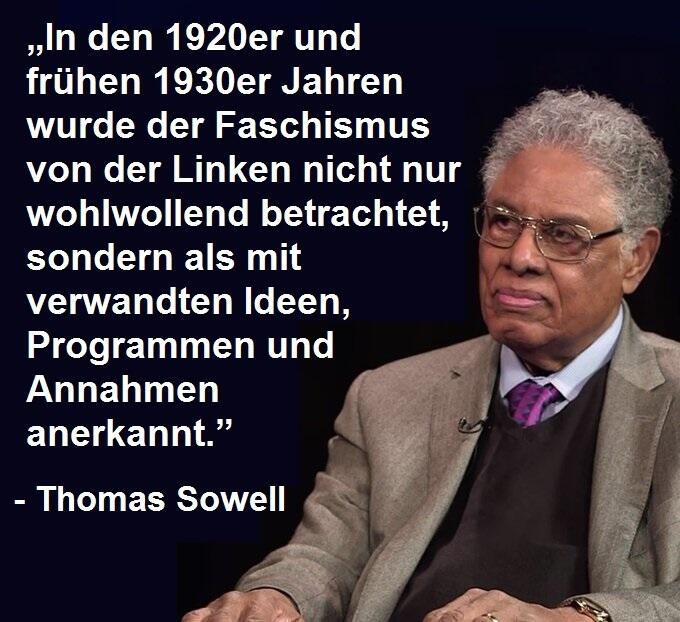 „In den 1920er und
frühen 1930er Jahren
wurde der Faschismus
von der Linken nicht nur
wohlwollend betrachtet,
sondern als mit
verwandten Ideen,
Programmen und
Annahmen
anerkannt.”
- Thomas Sowell